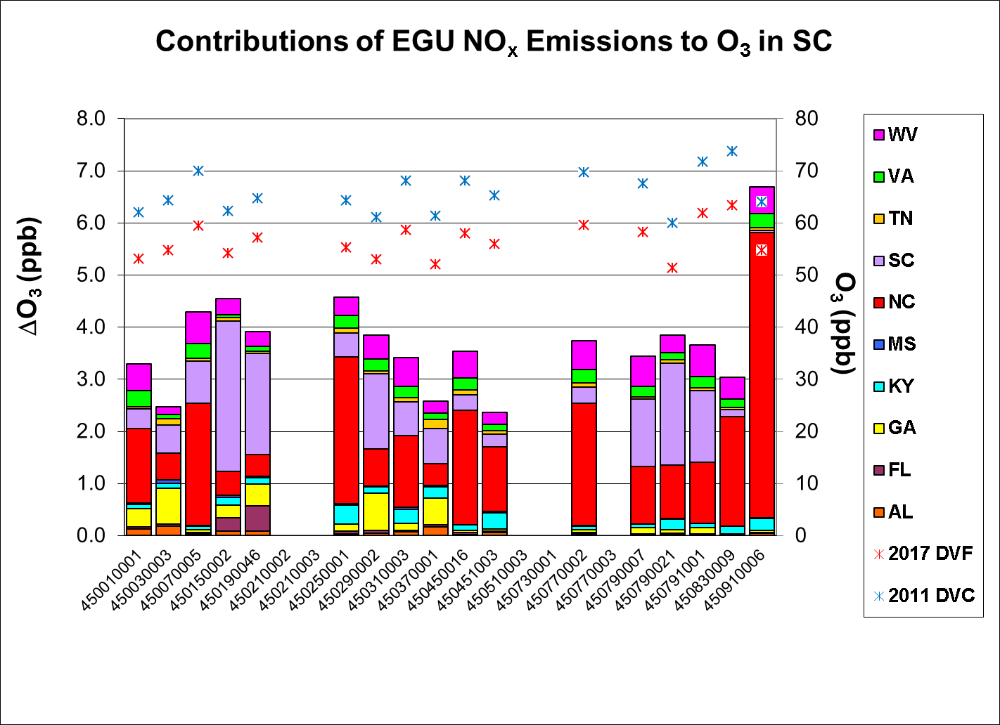 Contributions of EGU NOx Emissions to O3 in SC
ΔO3 (ppb)
8.0
7.0
6.0
5.0
4.0
3.0
2.0
1.0
0.0
80
70
60
50
40
30
20
10
0
O3 (ppb)
450010001
450030003
450070005
450150002
450190046
450210002
450210003
450250001
450290002
450310003
450370001
450450016
450451003
450510003
450730001
450770002
450770003
450790007
450790021
450791001
450830009
450910006
WV
VA
TN
SC
NC
MS
KY
GA
FL
AL
2017 DVF
2011 DVC